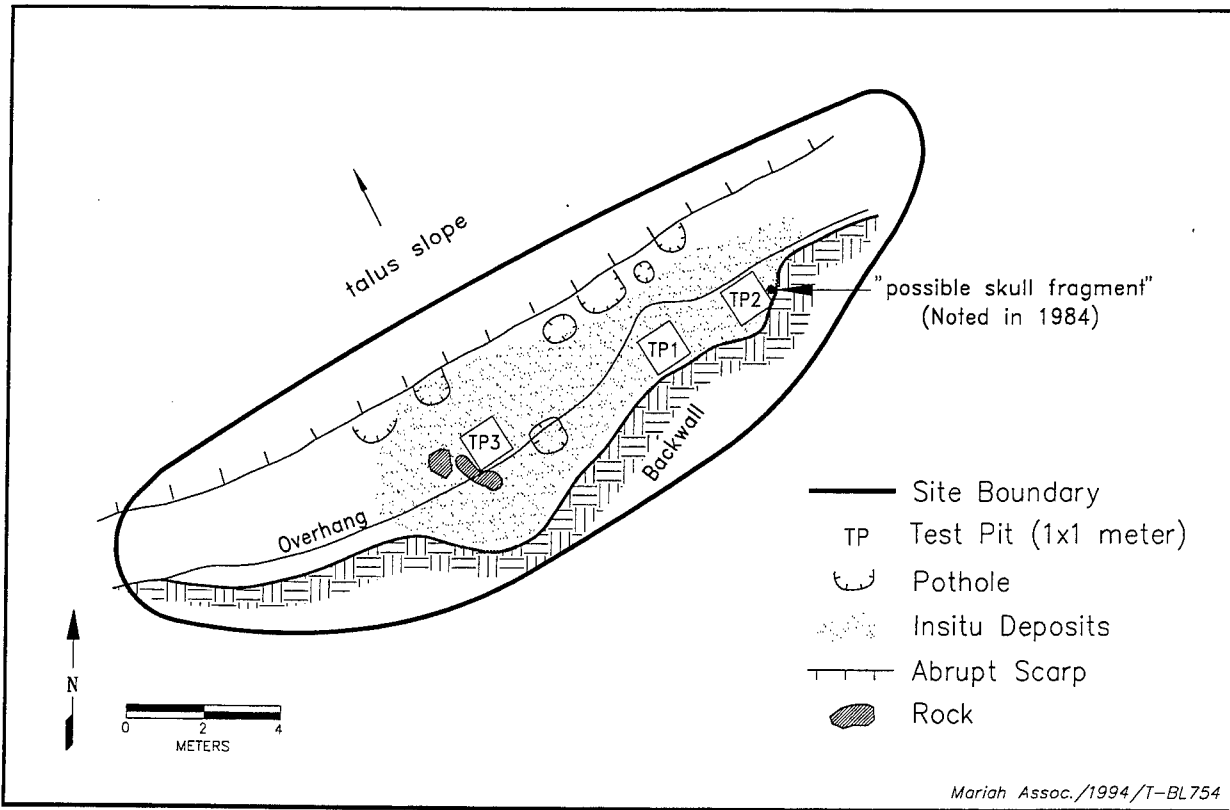 talus slope
TP2
"possible skull fragment"
(Noted in 1984)
TP1
TP3
Backwall
Overhang
Site Boundary
TP Test Pit (1x1 meter)
Pothole
Insitu Deposits
Abrupt Scarp
Rock
N
0 2 4
METERS
Mariah Assoc./1994/T-BL754